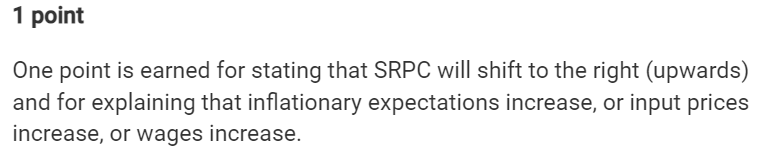 1 point
One point is earned for stating that SRPC will shift to the right (upwards)
and for explaining that inflationary expectations increase, or input prices
increase, or wages increase.